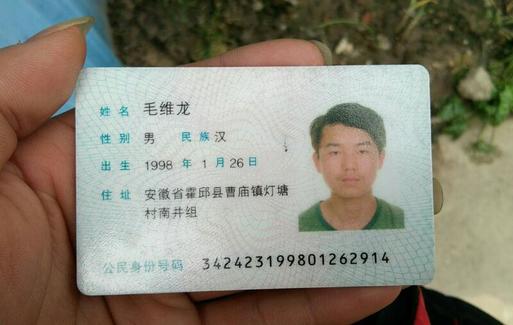 姓名 毛维龙
性别 男 民族 汉
出生 1998 年 1 月 26 日
住址 安徽省霍邱县曹庙镇灯塘
村南井组
公民身份号码 342423199801262914